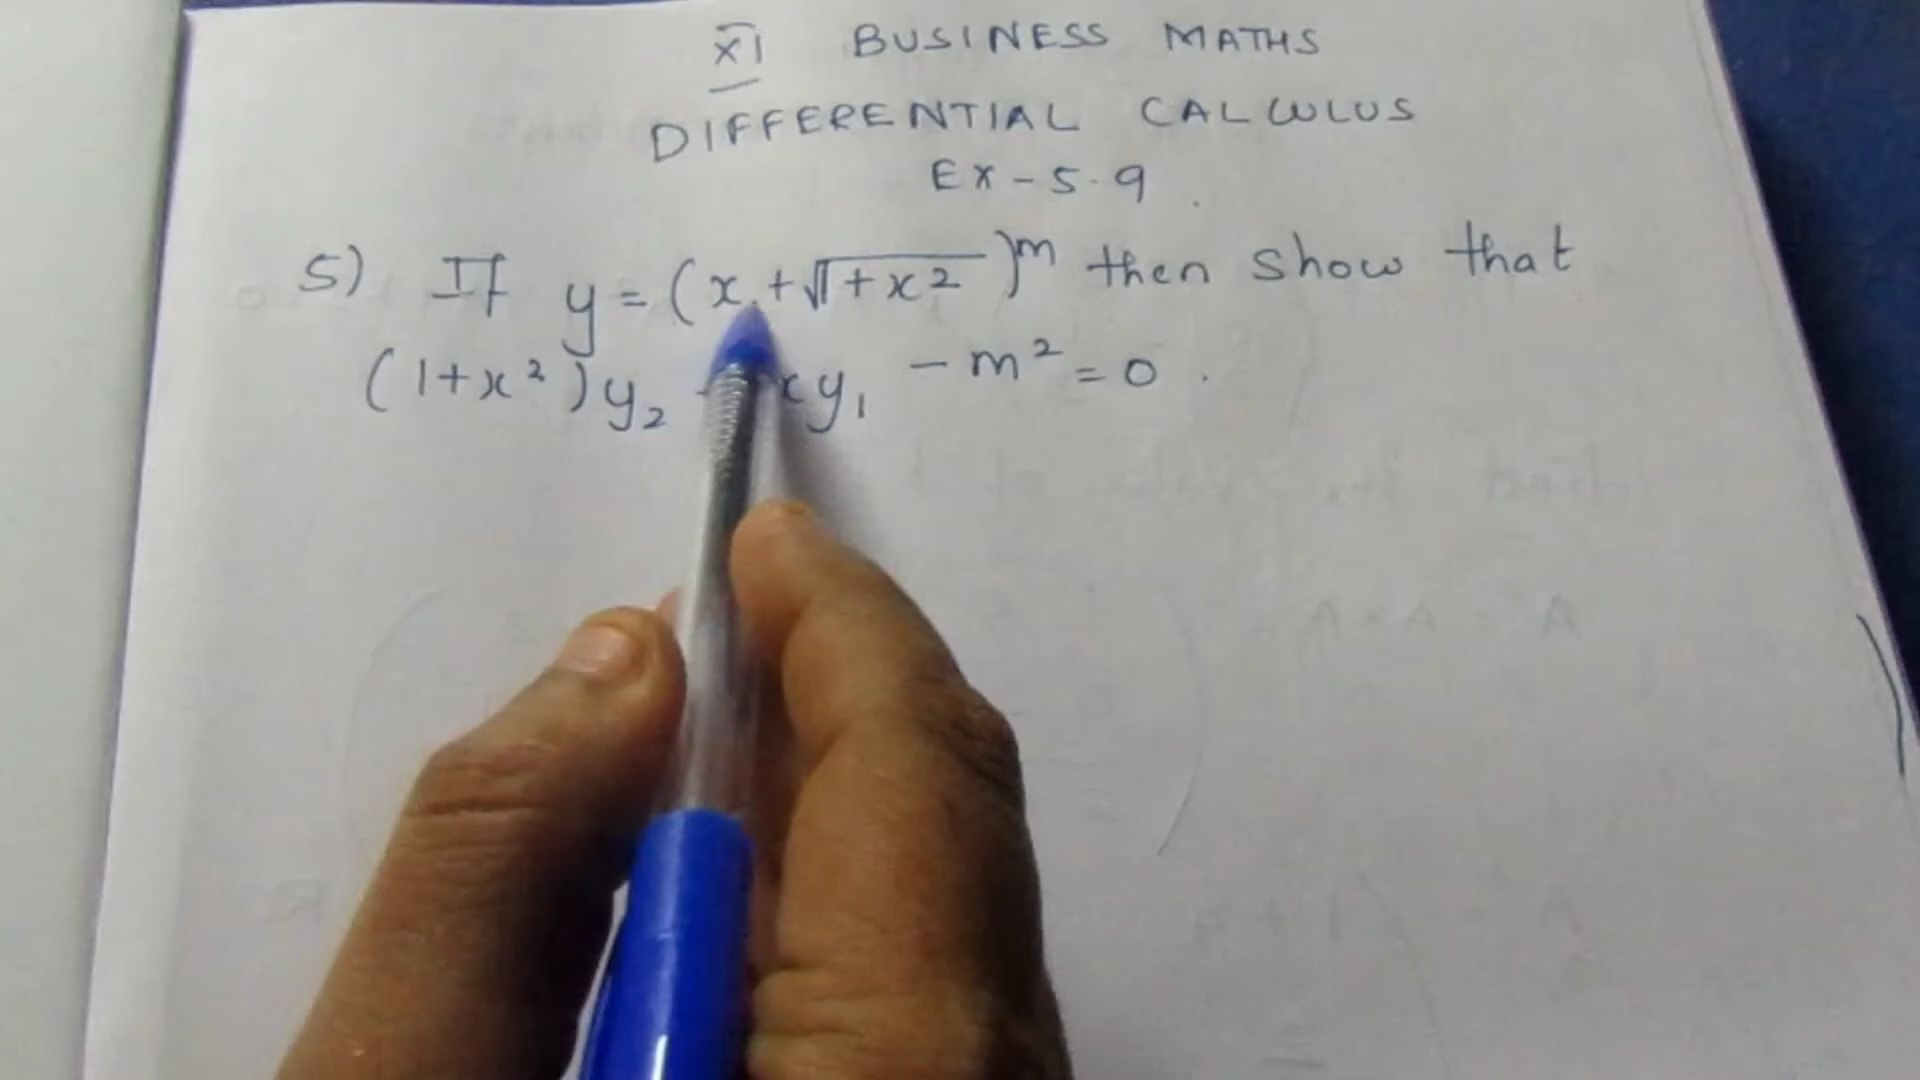 XI BUSINESS MATHS
DIFFERENTIAL CALCULUS
Ex - 5.9
5) If y = (x + √1+x²)ᵐ then show that
(1+x²)y₂ xy₁ - m² = 0.